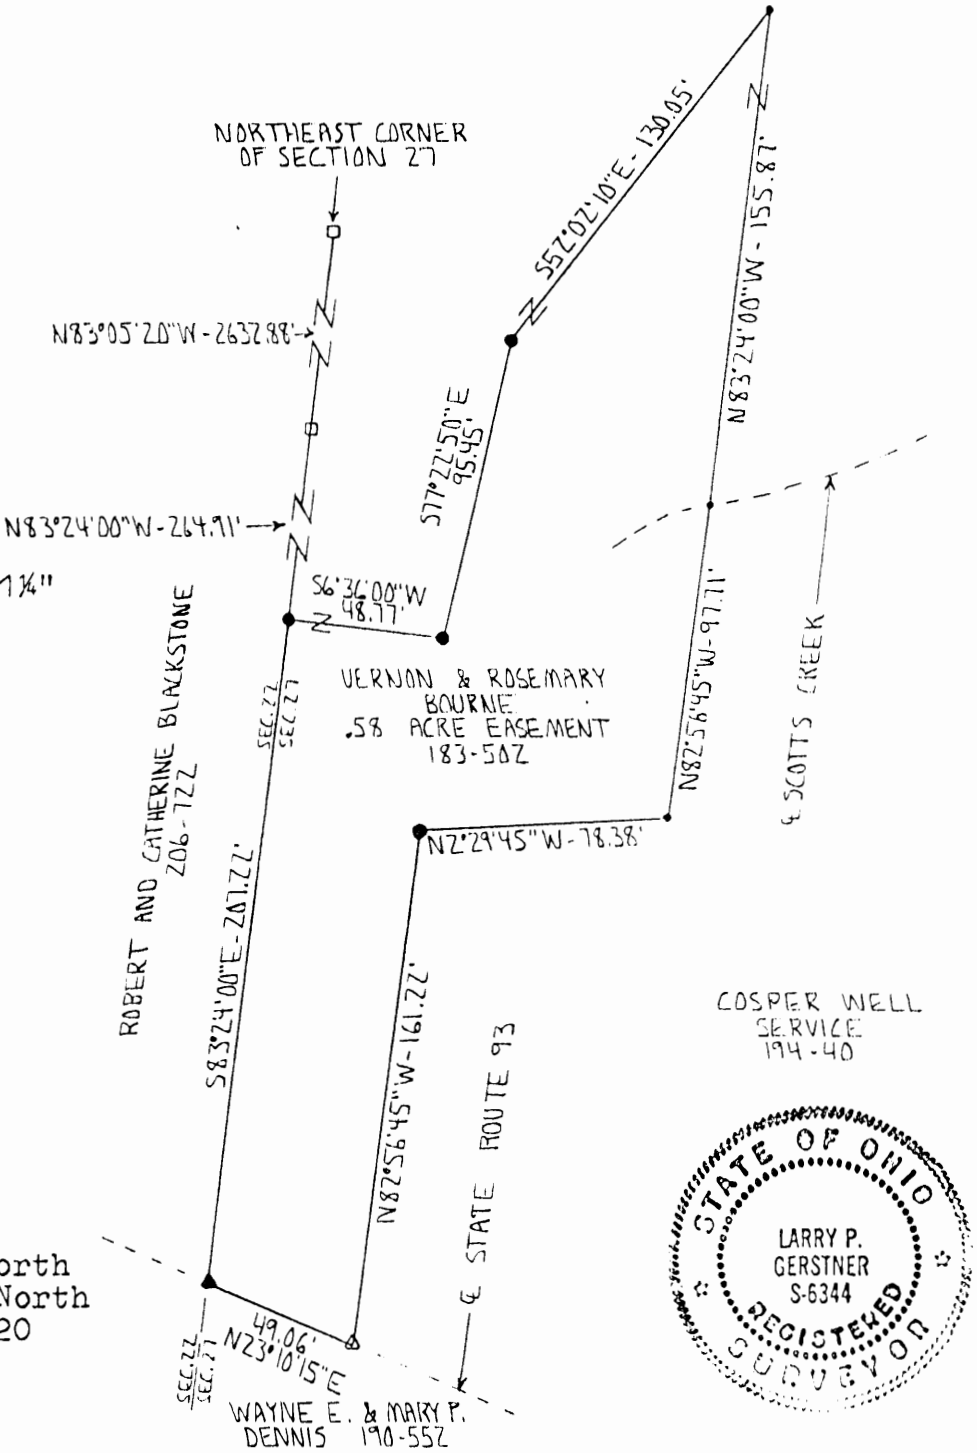 NORTHEAST CORNER
OF SECTION 27
S52°02'10"E - 130.05'
N83°24'00"W - 155.87'
N83°05'20"W - 2632.88'
S77°22'50"E
95.45'
N83°24'00"W - 264.91'
1¼"
S6°36'00"W
48.77'
ROBERT AND CATHERINE BLACKSTONE
206-722
SEC. 22
SEC. 27
VERNON & ROSEMARY
BOURNE
.58 ACRE EASEMENT
183-502
N82°56'45"W - 97.71'
℄ SCOTTS CREEK
N2°29'45"W - 78.38'
S83°24'00"E - 207.22'
N82°56'45"W - 161.22'
℄ STATE ROUTE 93
COSPER WELL
SERVICE
194-40
STATE OF OHIO
LARRY P.
GERSTNER
S-6344
REGISTERED
SURVEYOR
orth
North
20
49.06'
N23°10'15"E
SEC. 22
SEC. 27
WAYNE E. & MARY P.
DENNIS 190-552